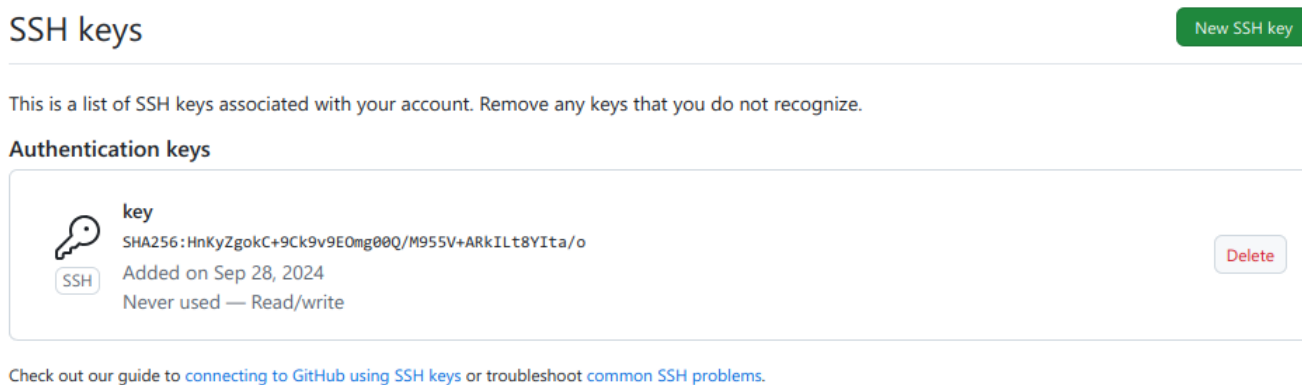 SSH keys
New SSH key
This is a list of SSH keys associated with your account. Remove any keys that you do not recognize.
Authentication keys
key
SHA256:HnKyZgokC+9Ck9v9EOmg00Q/M955V+ARkILt8YIta/o
SSH
Added on Sep 28, 2024
Never used — Read/write
Delete
Check out our guide to connecting to GitHub using SSH keys or troubleshoot common SSH problems.